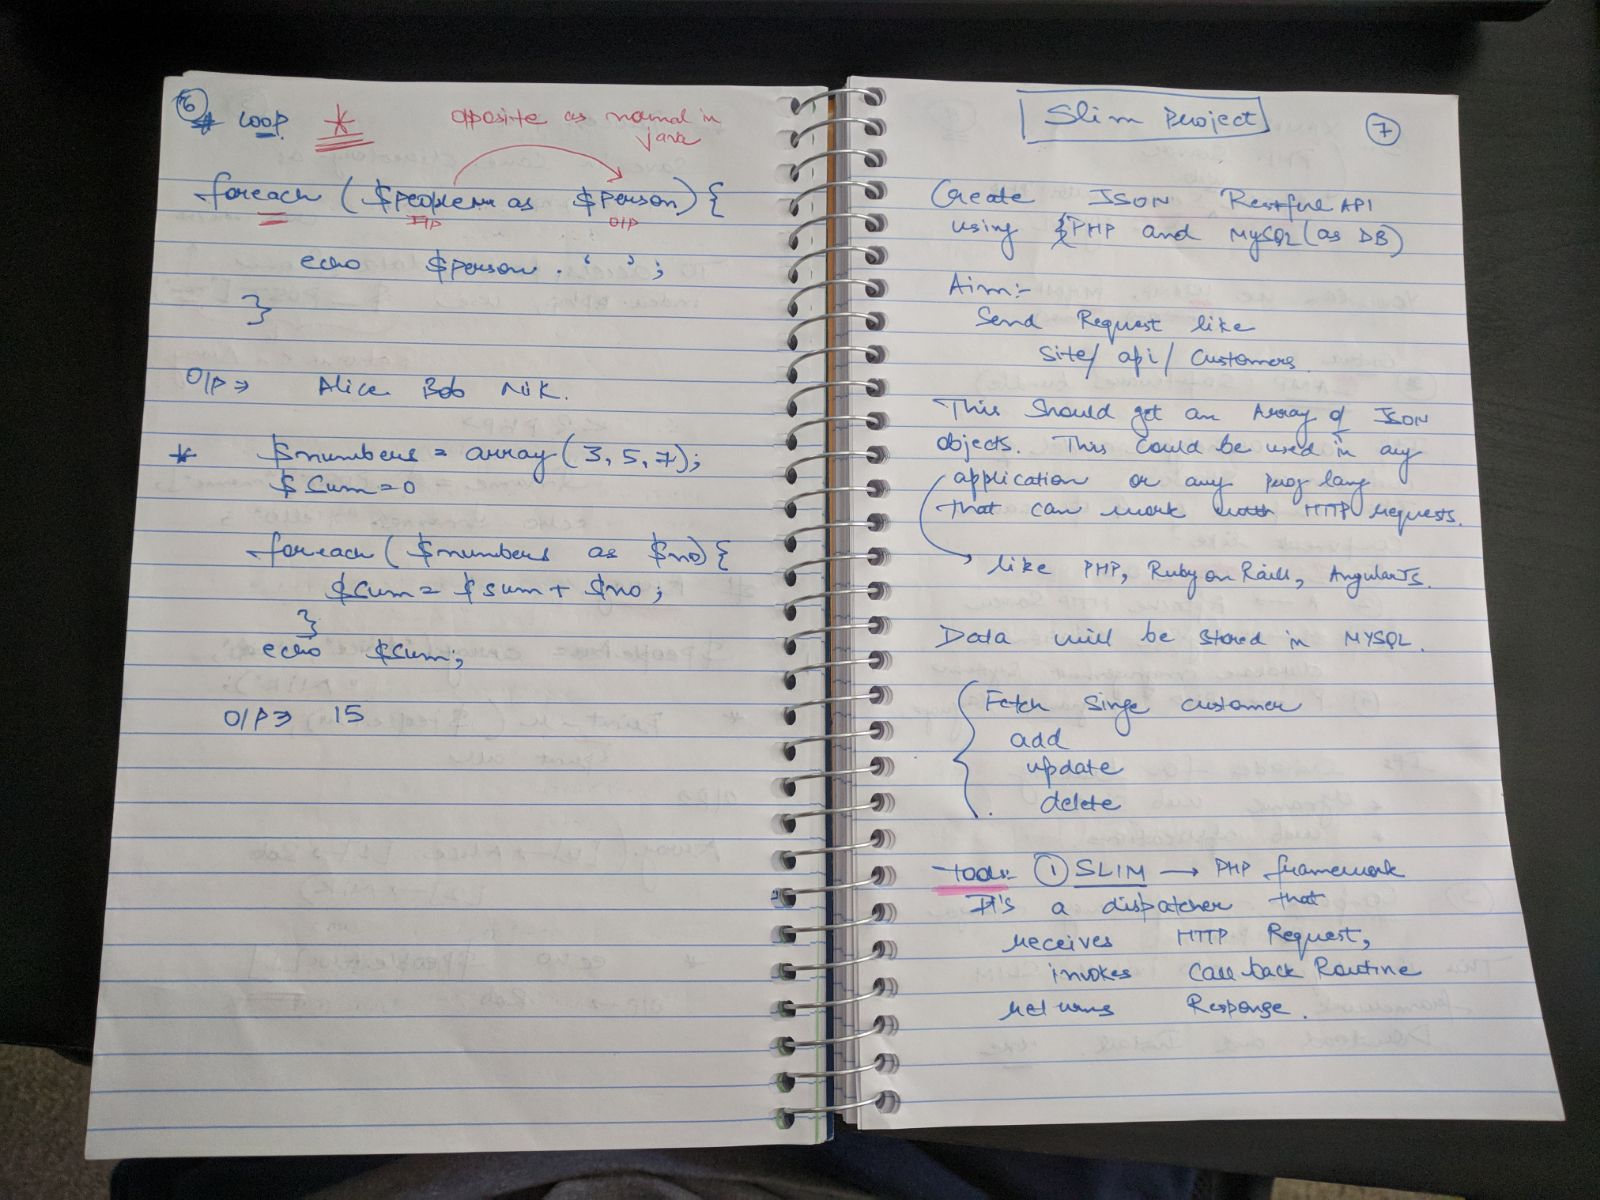 6
* Loop *
opposite as normal in
java
foreach ($people as $person) {
I/P O/P
echo $person . ' ';
}
O/P => Alice Bob Nik.
* $numbers = array(3, 5, 7);
$sum=0
foreach ($numbers as $no) {
$sum = $sum + $no;
}
echo $sum;
O/P => 15
Slim Project
7
Create JSON Restful API
using PHP and MySQL (as DB)
Aim:-
Send Request like
Site/ api/ Customers.
This Should get an Array of JSON
objects. This could be used in any
application or any prog lang
that can work with HTTP requests.
like PHP, Ruby on Rails, AngularJS.
Data will be stored in MYSQL.
Fetch Singe customer
add
update
delete
Tools: 1 SLIM → PHP framework
It's a dispatcher that
receives HTTP Request,
invokes Call back Routine
returns Response.